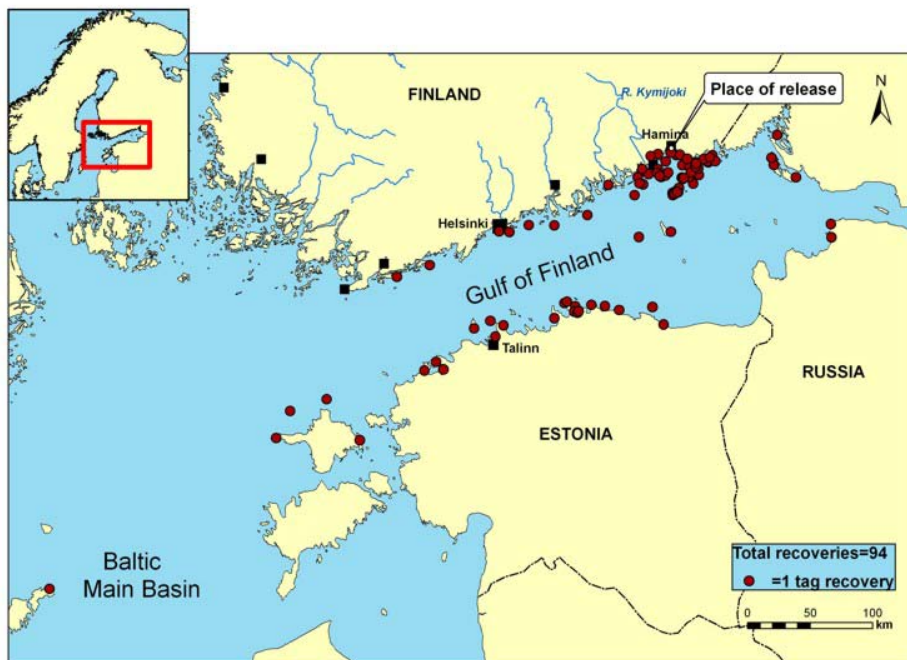 FINLAND
R. Kymijoki
Place of release
N
Hamina
Helsinki
Gulf of Finland
Talinn
RUSSIA
ESTONIA
Baltic
Main Basin
Total recoveries=94
=1 tag recovery
0 25 50 100
km